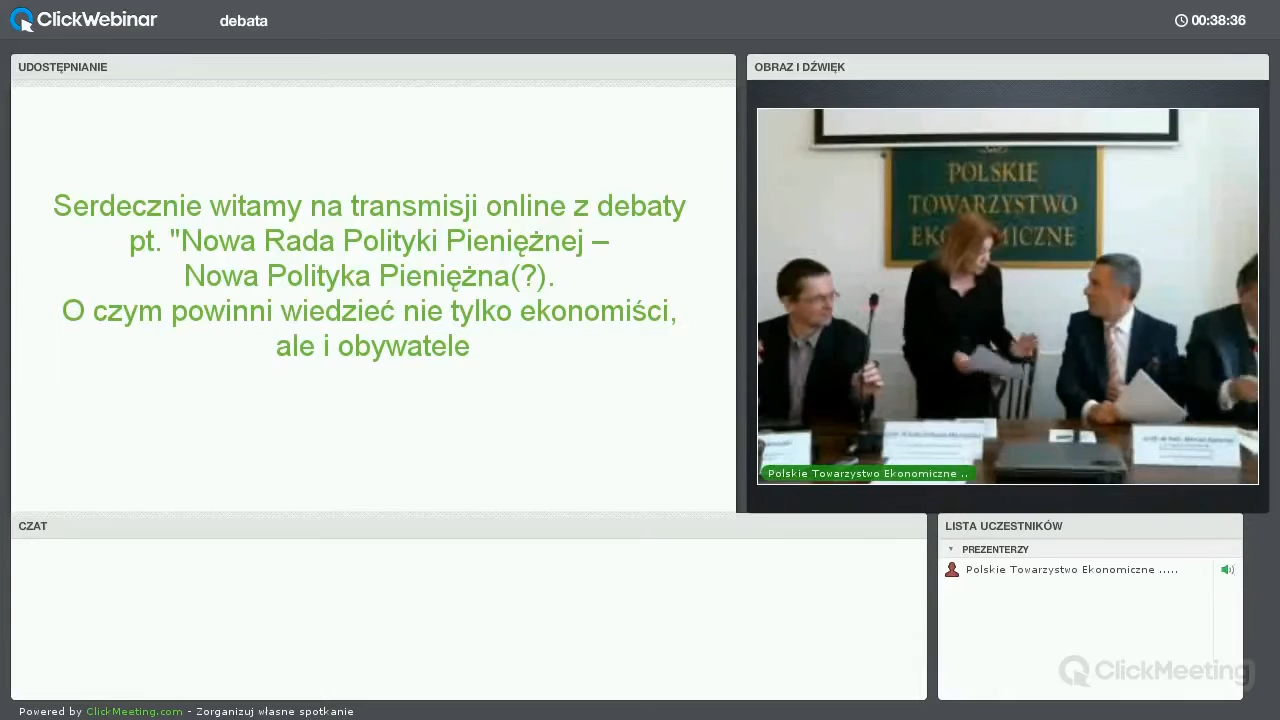 ClickWebinar
debata
00:38:36
UDOSTĘPNIANIE
Serdecznie witamy na transmisji online z debaty
pt. "Nowa Rada Polityki Pieniężnej –
Nowa Polityka Pieniężna(?).
O czym powinni wiedzieć nie tylko ekonomiści,
ale i obywatele
OBRAZ I DŹWIĘK
POLSKIE
TOWARZYSTWO
Polskie Towarzystwo Ekonomiczne ..
CZAT
LISTA UCZESTNIKÓW
PREZENTERZY
Polskie Towarzystwo Ekonomiczne .....
ClickMeeting
Powered by ClickMeeting.com - Zorganizuj własne spotkanie